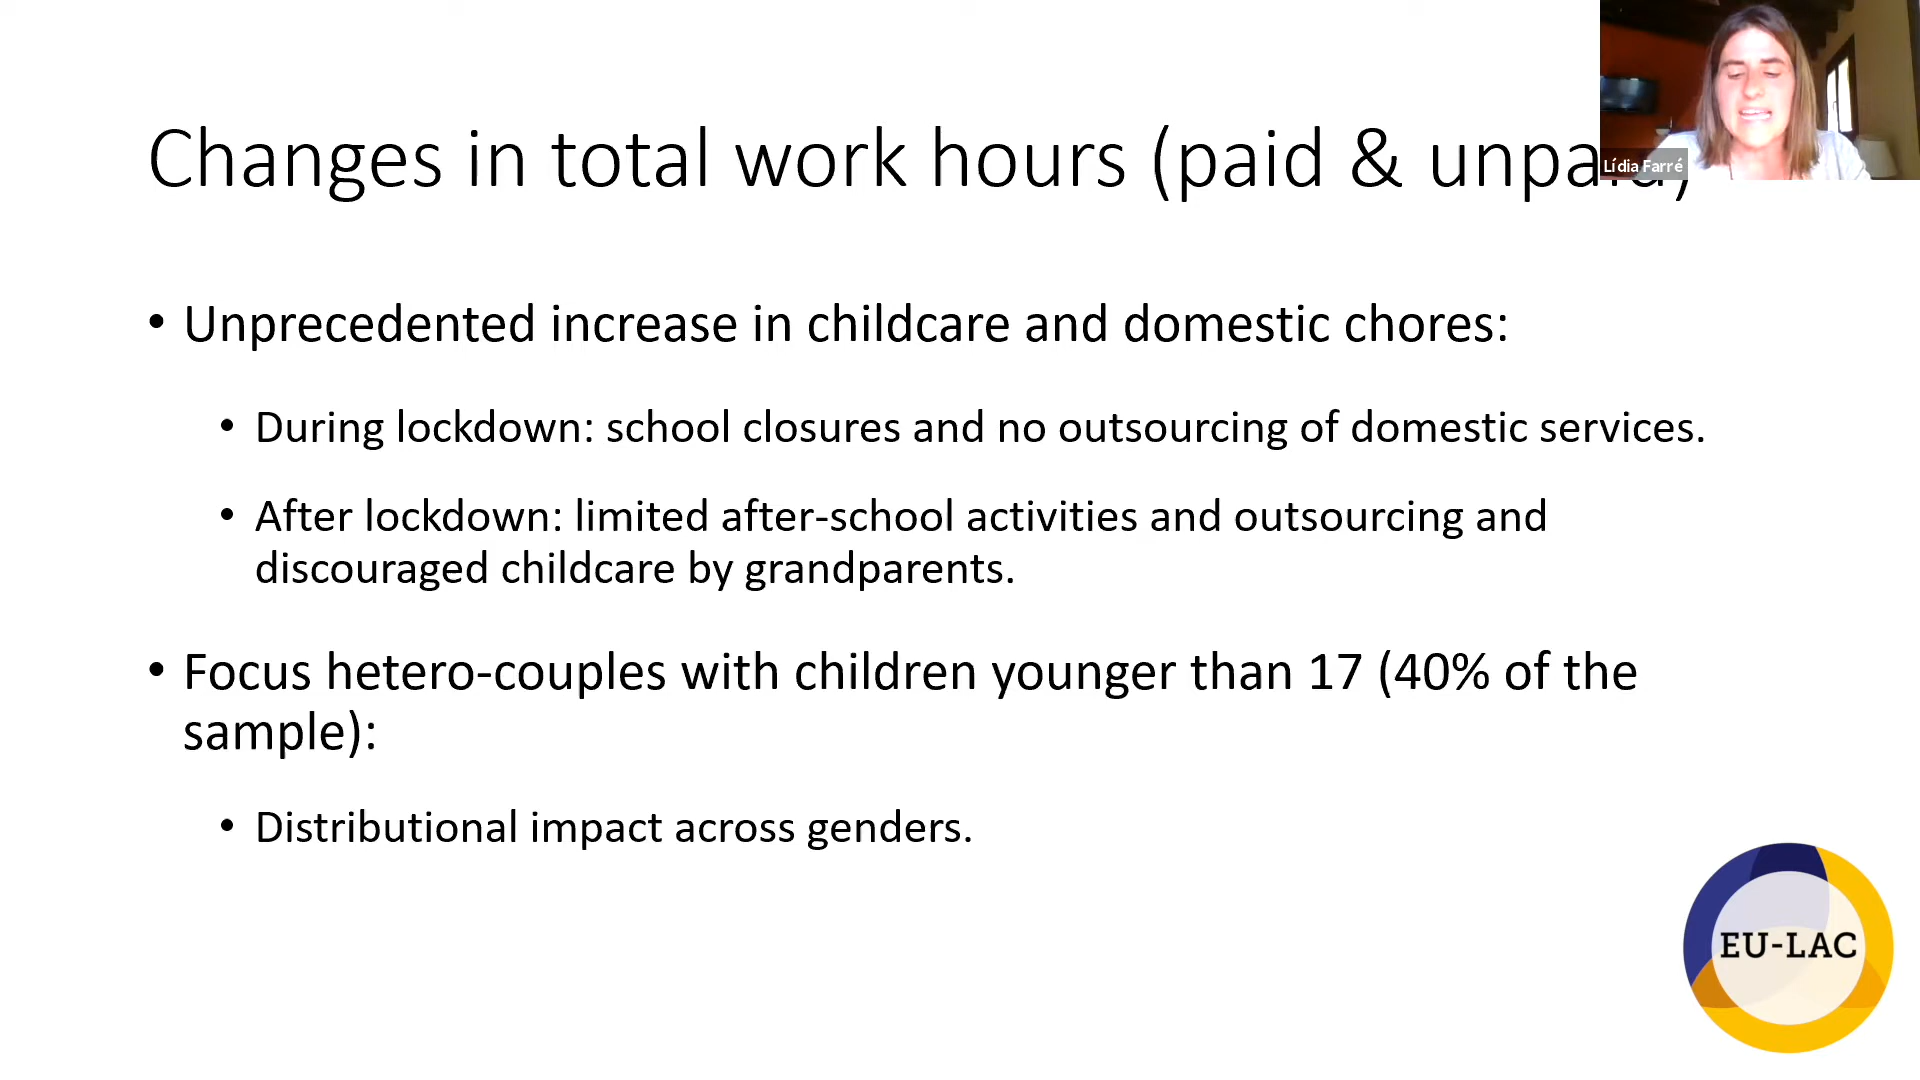 Changes in total work hours (paid & unpaid)
Lídia Farré
• Unprecedented increase in childcare and domestic chores:
• During lockdown: school closures and no outsourcing of domestic services.
• After lockdown: limited after-school activities and outsourcing and
discouraged childcare by grandparents.
• Focus hetero-couples with children younger than 17 (40% of the
sample):
• Distributional impact across genders.
EU-LAC